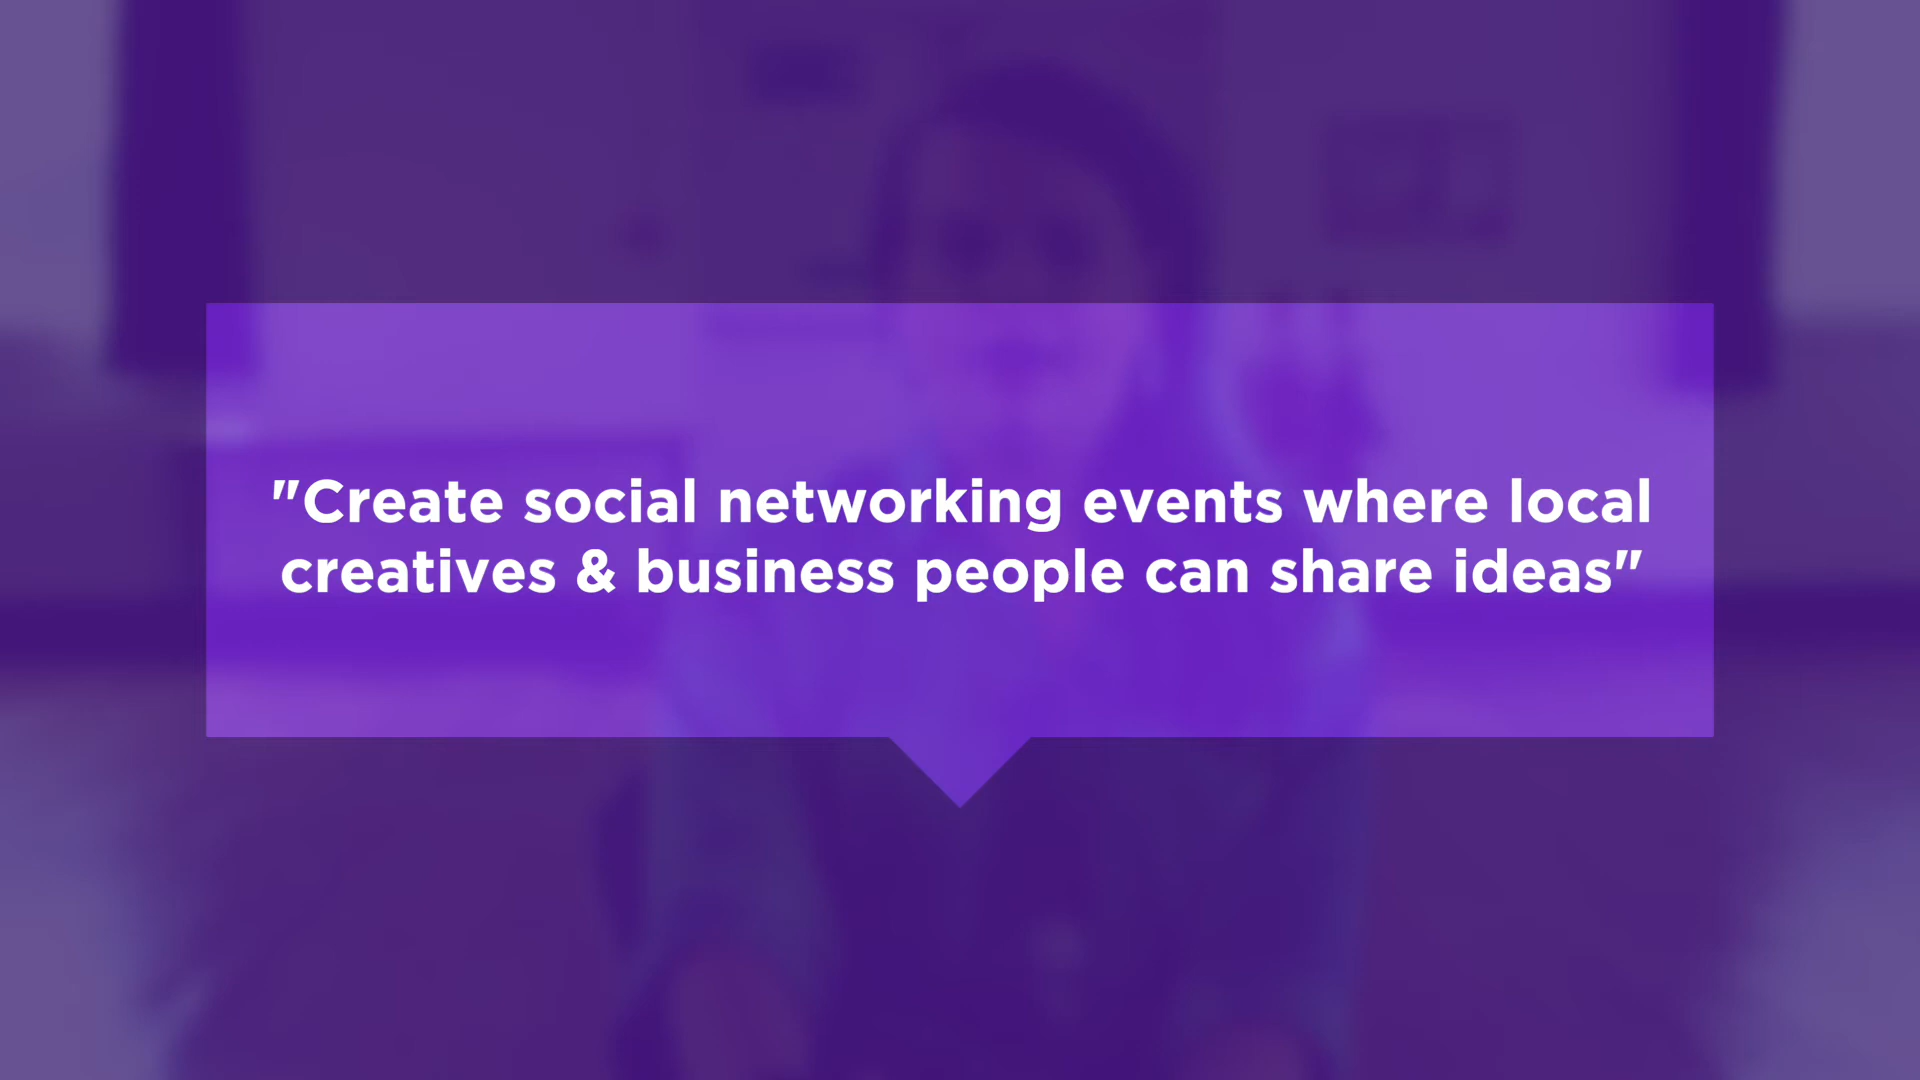 "Create social networking events where local
creatives & business people can share ideas"